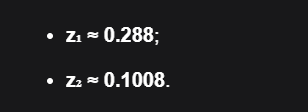 • z₁ ≈ 0.288;
• z₂ ≈ 0.1008.